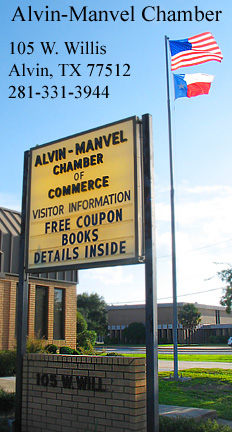 Alvin-Manvel Chamber
105 W. Willis
Alvin, TX 77512
281-331-3944
ALVIN-MANVEL
CHAMBER
OF
COMMERCE
VISITOR INFORMATION
FREE COUPON
BOOKS
DETAILS INSIDE
105 W. WILL